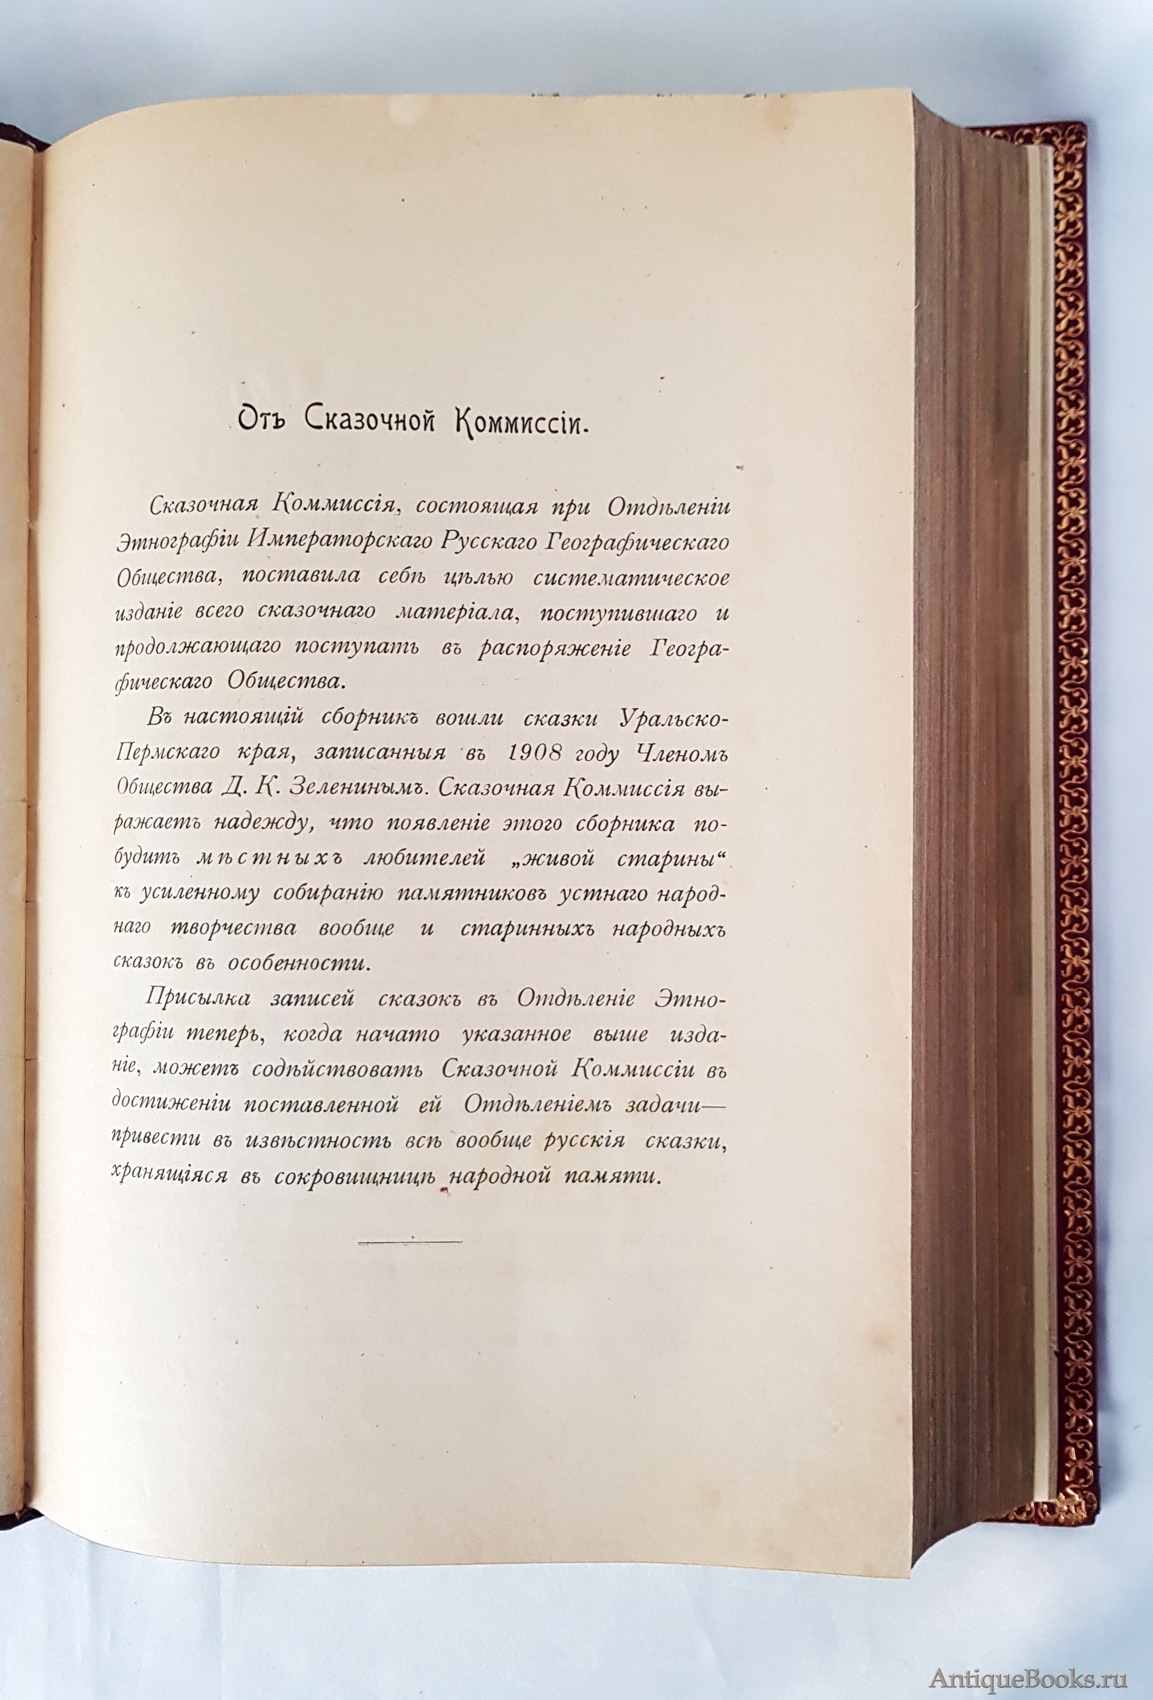 Отъ Сказочной Коммиссіи.
Сказочная Коммиссія, состоящая при Отдѣленіи
Этнографіи Императорскаго Русскаго Географическаго
Общества, поставила себѣ цѣлью систематическое
изданіе всего сказочнаго матеріала, поступившаго и
продолжающаго поступать въ распоряженіе Геогра-
фическаго Общества.
Въ настоящій сборникъ вошли сказки Уральско-
Пермскаго края, записанныя въ 1908 году Членомъ
Общества Д. К. Зеленинымъ. Сказочная Коммиссія вы-
ражаетъ надежду, что появленіе этого сборника по-
будитъ мѣстныхъ любителей „живой старины“
къ усиленному собиранію памятниковъ устнаго народ-
наго творчества вообще и старинныхъ народныхъ
сказокъ въ особенности.
Присылка записей сказокъ въ Отдѣленіе Этно-
графіи теперь, когда начато указанное выше изда-
ніе, можетъ содѣйствовать Сказочной Коммиссіи въ
достиженіи поставленной ей Отдѣленіемъ задачи—
привести въ извѣстность всѣ вообще русскія сказки,
хранящіяся въ сокровищницѣ народной памяти.
AntiqueBooks.ru